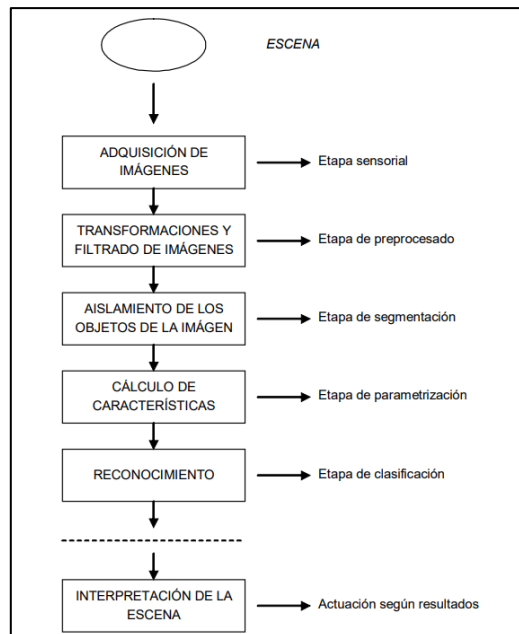 ESCENA
ADQUISICIÓN DE
IMÁGENES
Etapa sensorial
TRANSFORMACIONES Y
FILTRADO DE IMÁGENES
Etapa de preprocesado
AISLAMIENTO DE LOS
OBJETOS DE LA IMÁGEN
Etapa de segmentación
CÁLCULO DE
CARACTERÍSTICAS
Etapa de parametrización
RECONOCIMIENTO
Etapa de clasificación
INTERPRETACIÓN DE LA
ESCENA
Actuación según resultados